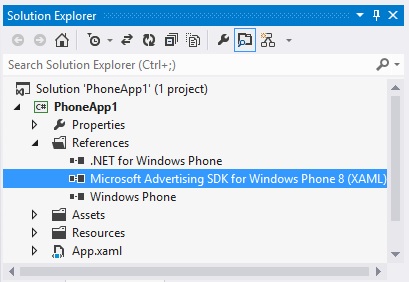 Solution Explorer
Search Solution Explorer (Ctrl+;)
Solution 'PhoneApp1' (1 project)
C# PhoneApp1
Properties
References
.NET for Windows Phone
Microsoft Advertising SDK for Windows Phone 8 (XAML)
Windows Phone
Assets
Resources
App.xaml